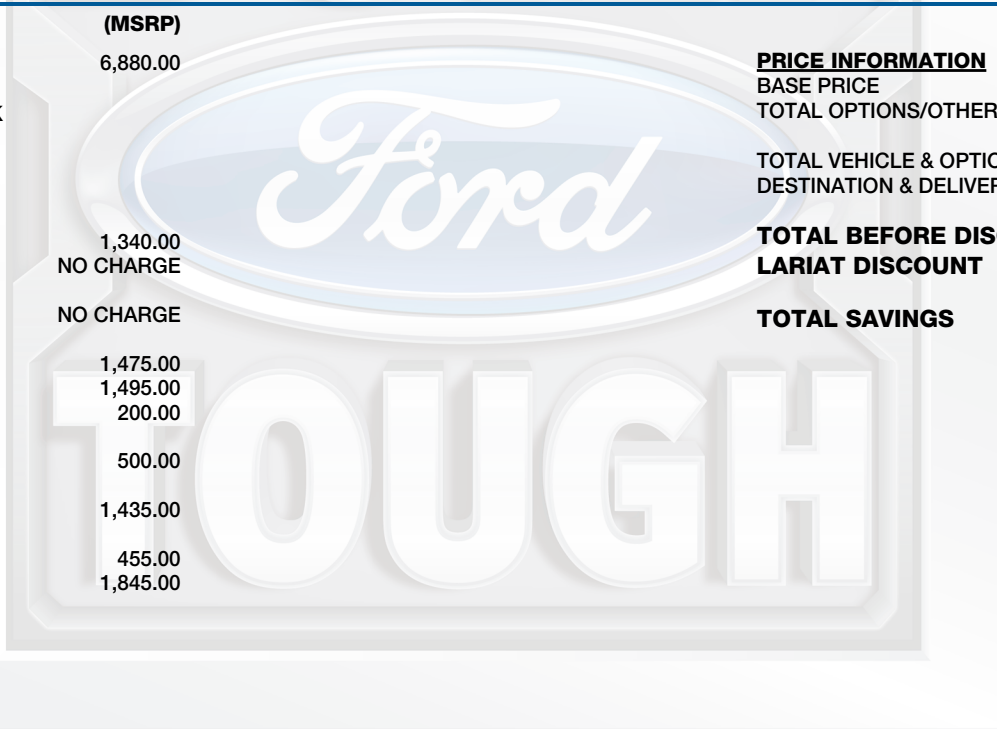 (MSRP)
6,880.00
1,340.00
NO CHARGE
NO CHARGE
1,475.00
1,495.00
200.00
500.00
1,435.00
455.00
1,845.00
PRICE INFORMATION
BASE PRICE
TOTAL OPTIONS/OTHER
TOTAL VEHICLE & OPTIO
DESTINATION & DELIVER
TOTAL BEFORE DISC
LARIAT DISCOUNT
TOTAL SAVINGS
Ford
TOUGH